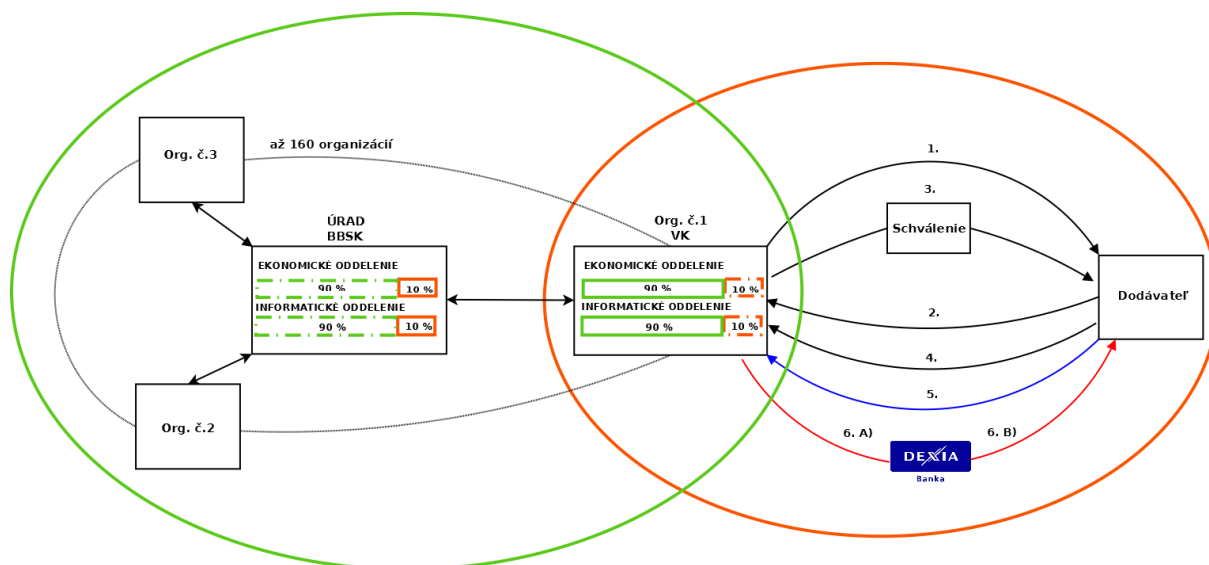 Org. č.3
až 160 organizácií
ÚRAD
BBSK
EKONOMICKÉ ODDELENIE
90 %
10 %
INFORMATICKÉ ODDELENIE
90 %
10 %
Org. č.2
Org. č.1
VK
EKONOMICKÉ ODDELENIE
90 %
10 %
INFORMATICKÉ ODDELENIE
90 %
10 %
1.
3.
Schválenie
Dodávateľ
2.
4.
5.
6. A)
6. B)
DEXIA
Banka